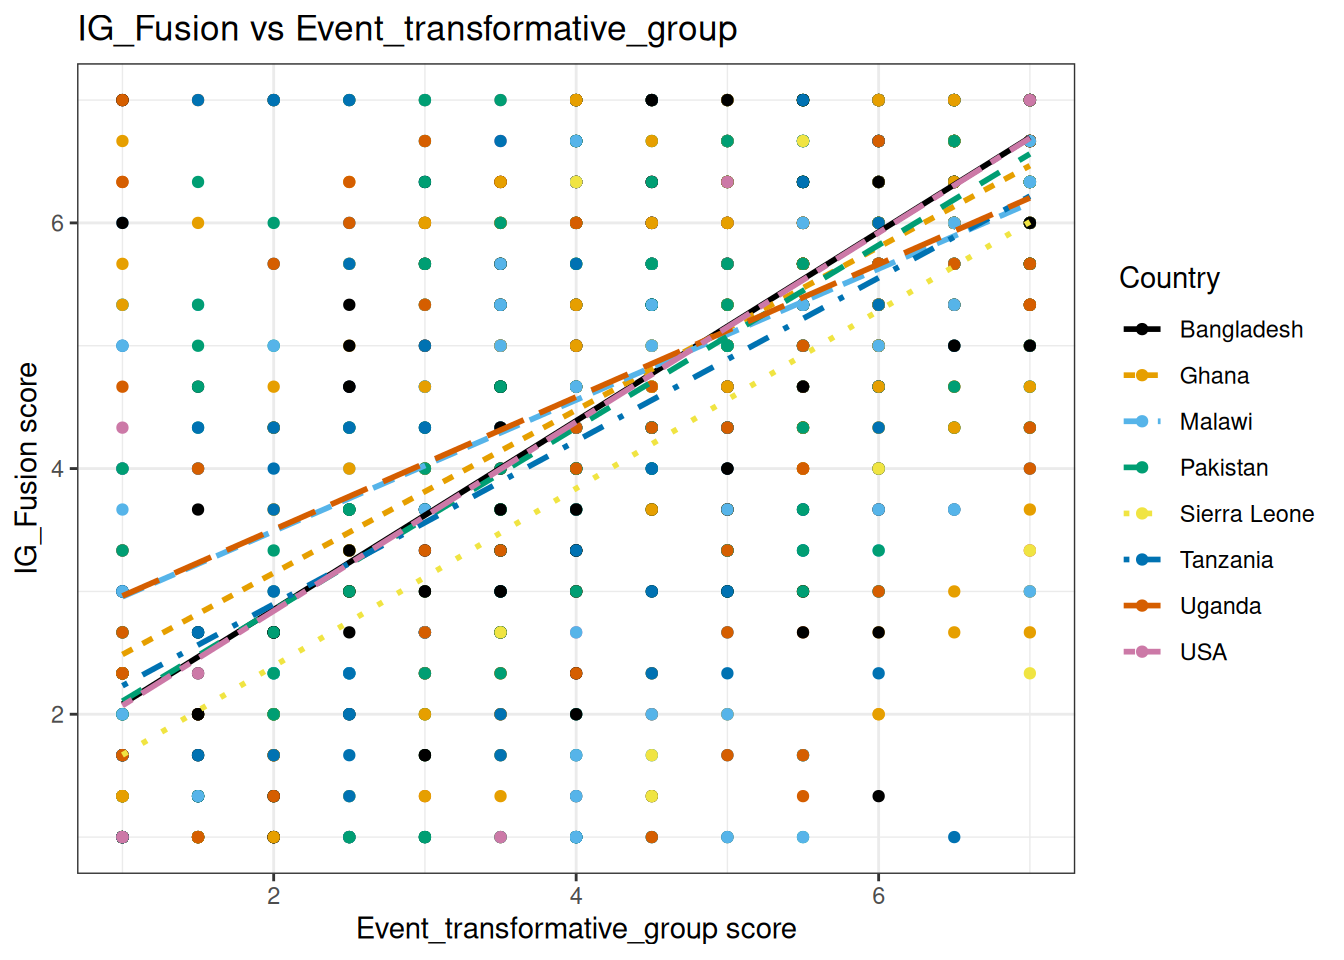 IG_Fusion vs Event_transformative_group
IG_Fusion score
6
4
2
2
4
6
Event_transformative_group score
Country
Bangladesh
Ghana
Malawi
Pakistan
Sierra Leone
Tanzania
Uganda
USA